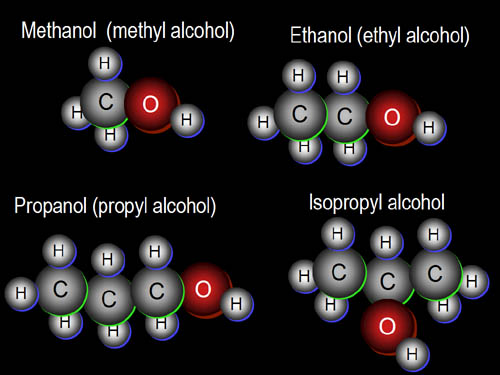 Methanol (methyl alcohol)
H
H C O H
H
Ethanol (ethyl alcohol)
H H
H C C O H
H H
Propanol (propyl alcohol)
H H H
H C C C O H
H H H
Isopropyl alcohol
H H H
H C C C H
H H
O
H